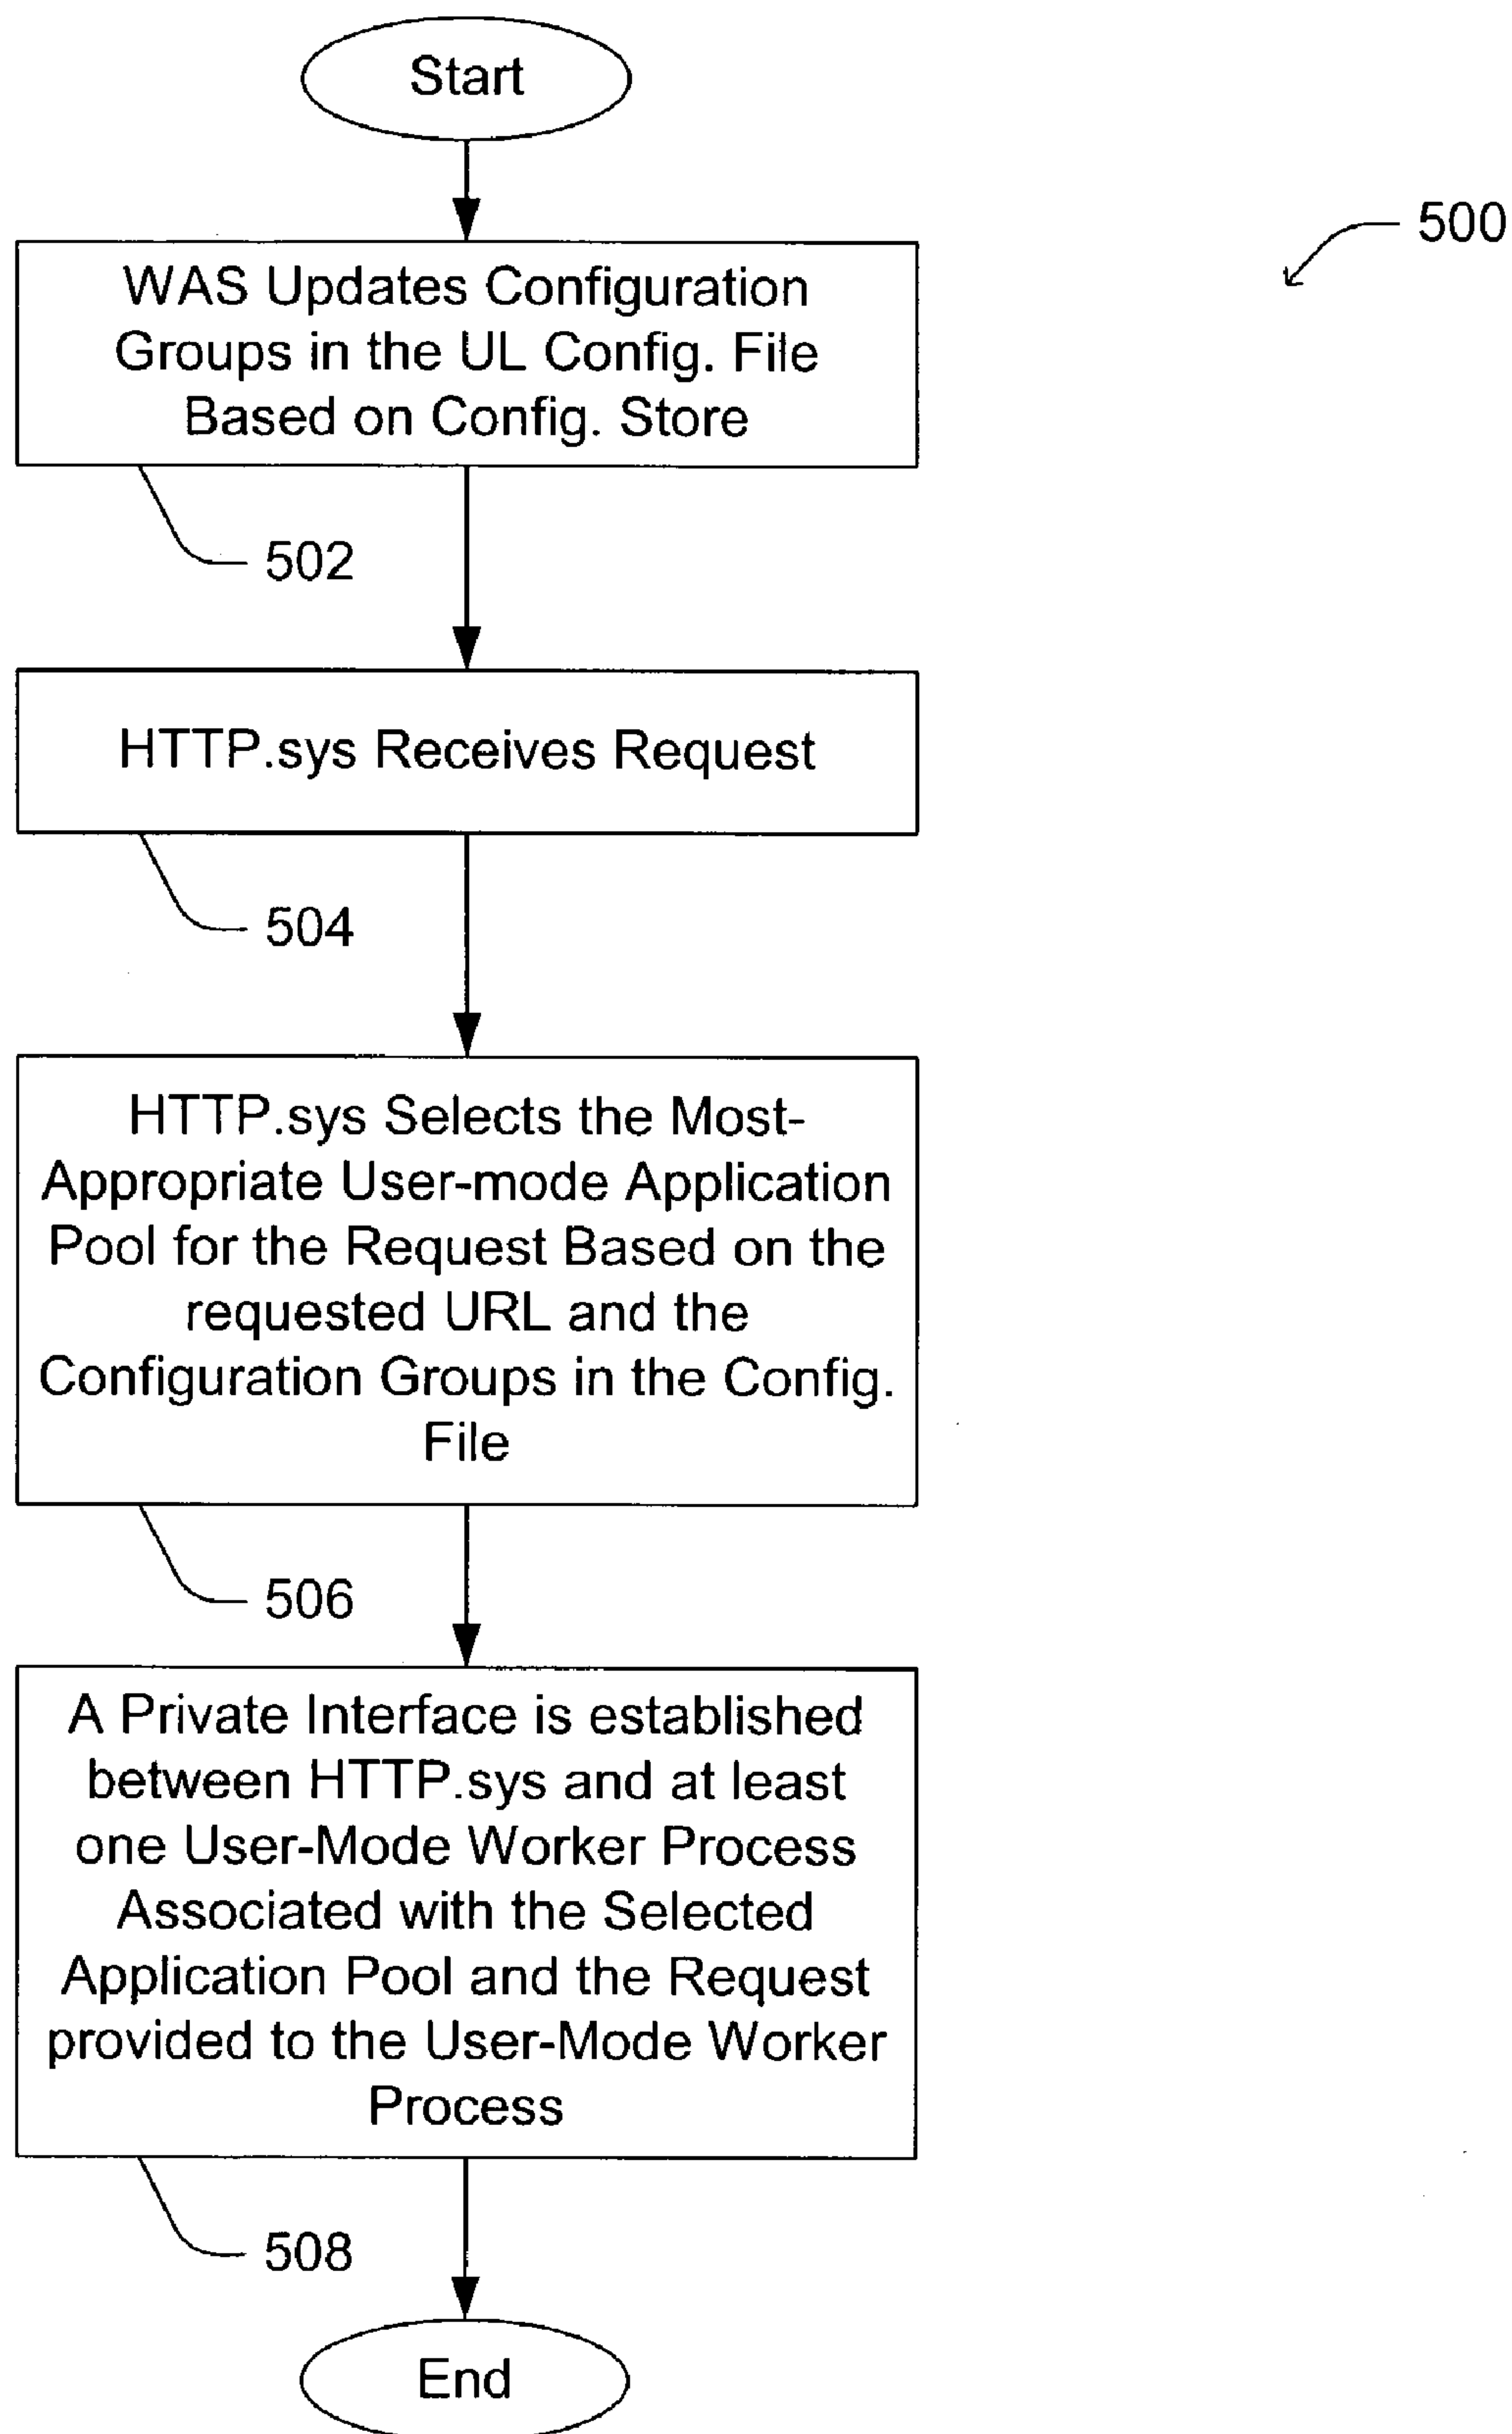 Start
500
WAS Updates Configuration
Groups in the UL Config. File
Based on Config. Store
502
HTTP.sys Receives Request
504
HTTP.sys Selects the Most-
Appropriate User-mode Application
Pool for the Request Based on the
requested URL and the
Configuration Groups in the Config.
File
506
A Private Interface is established
between HTTP.sys and at least
one User-Mode Worker Process
Associated with the Selected
Application Pool and the Request
provided to the User-Mode Worker
Process
508
End